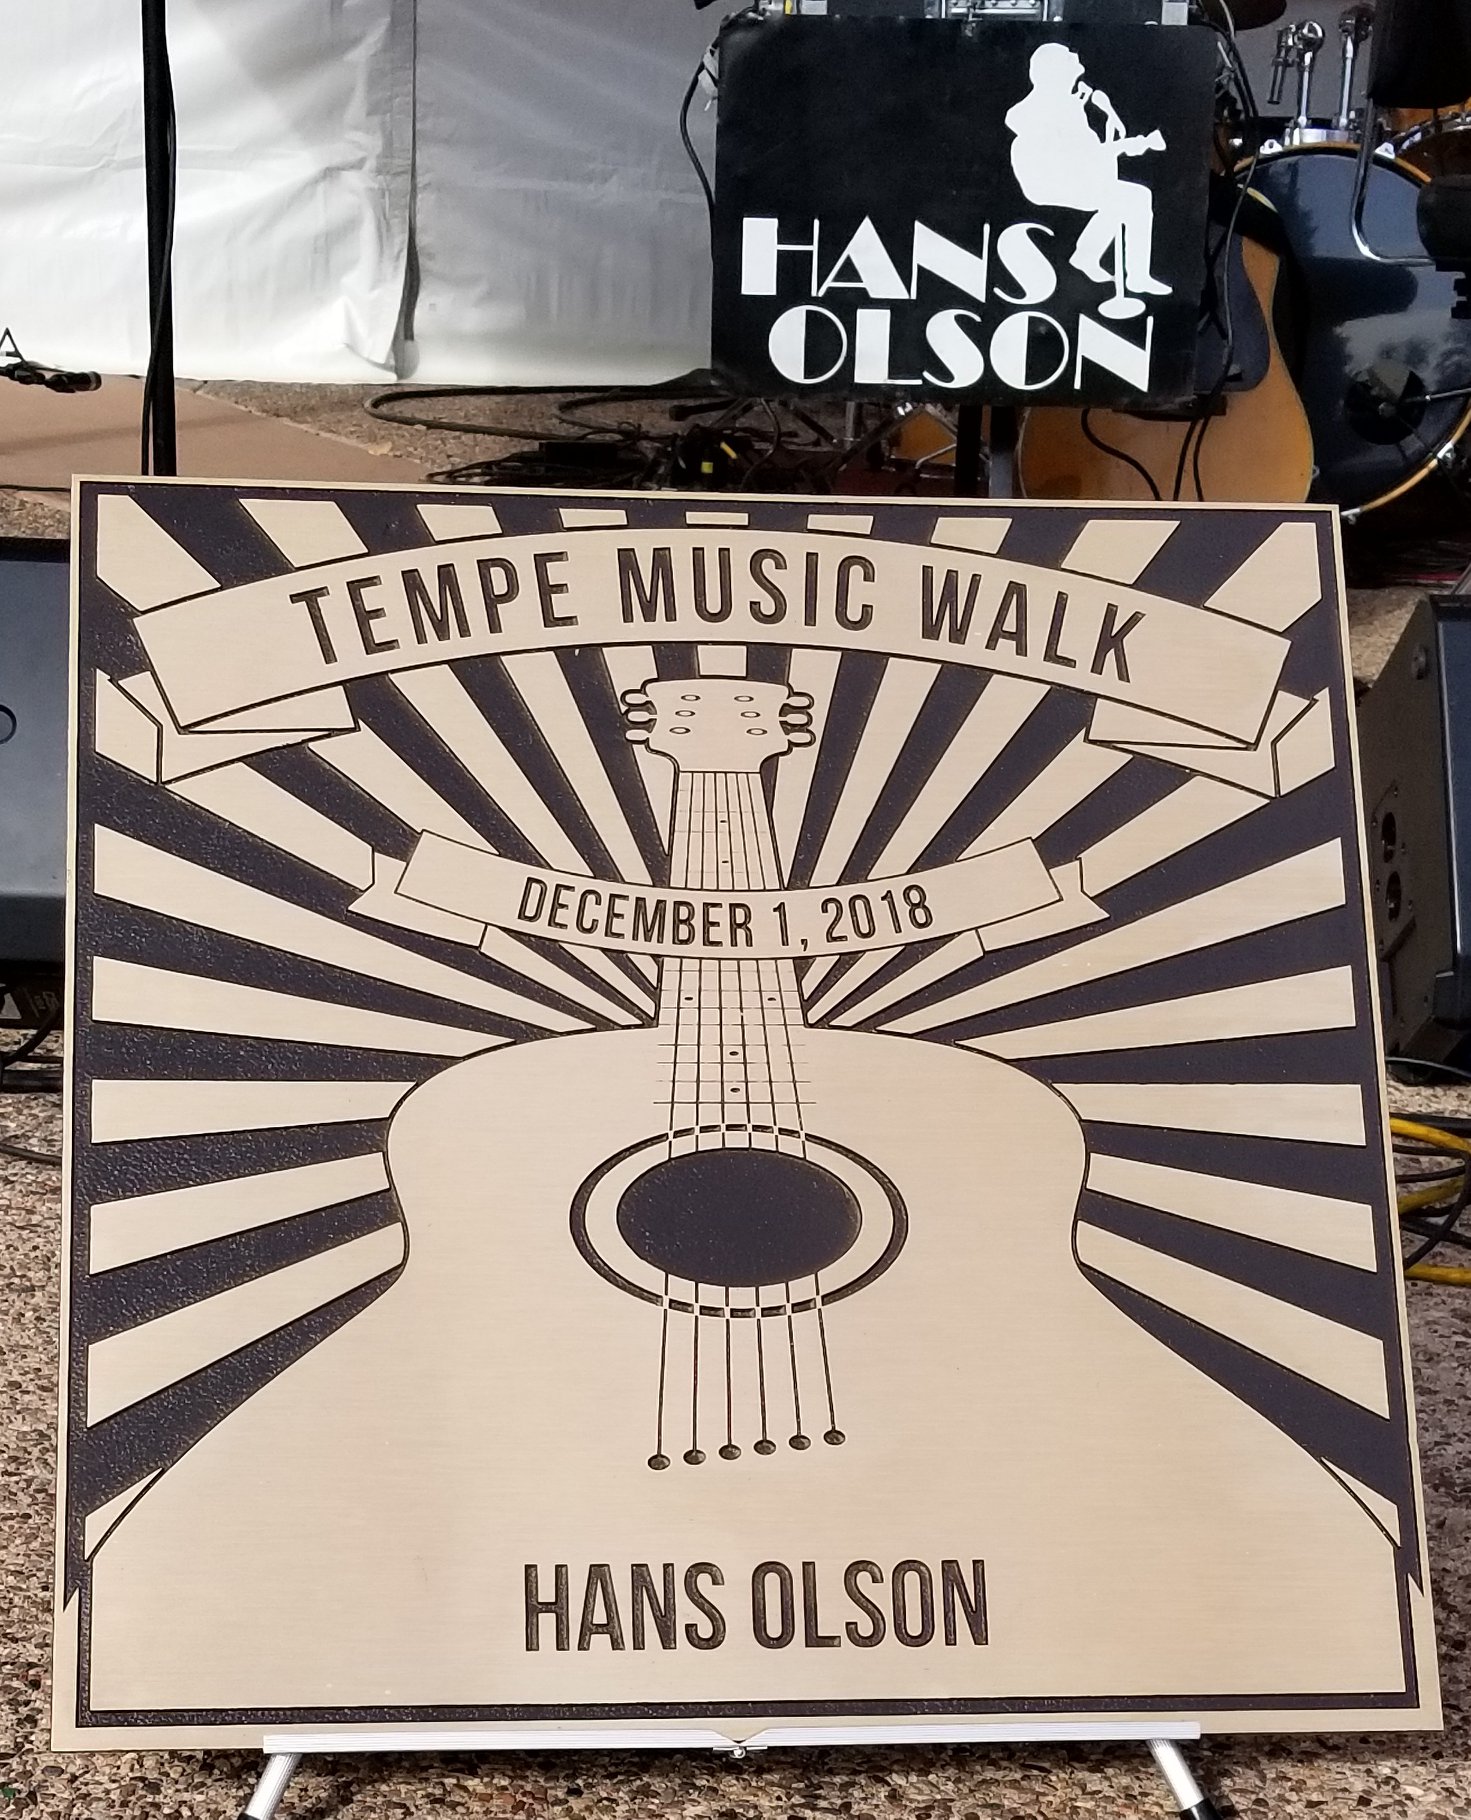 HANS
OLSON
TEMPE MUSIC WALK
DECEMBER 1, 2018
HANS OLSON